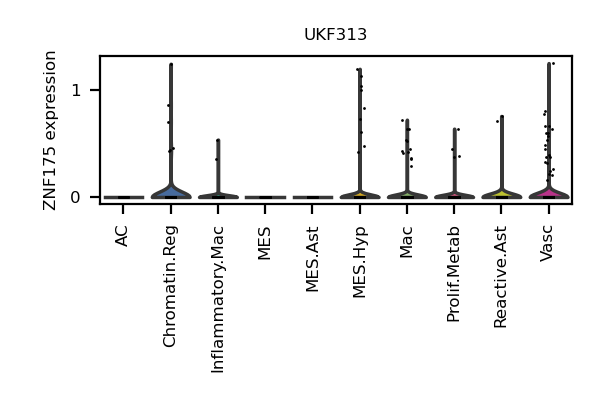 UKF313
ZNF175 expression
1
0
AC
Chromatin.Reg
Inflammatory.Mac
MES
MES.Ast
MES.Hyp
Mac
Prolif.Metab
Reactive.Ast
Vasc